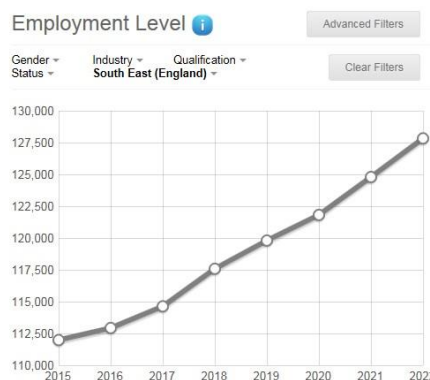 Employment Level i
Advanced Filters
Gender Industry Qualification
Status South East (England)
Clear Filters
130,000
127,500
125,000
122,500
120,000
117,500
115,000
112,500
110,000
2015 2016 2017 2018 2019 2020 2021 202